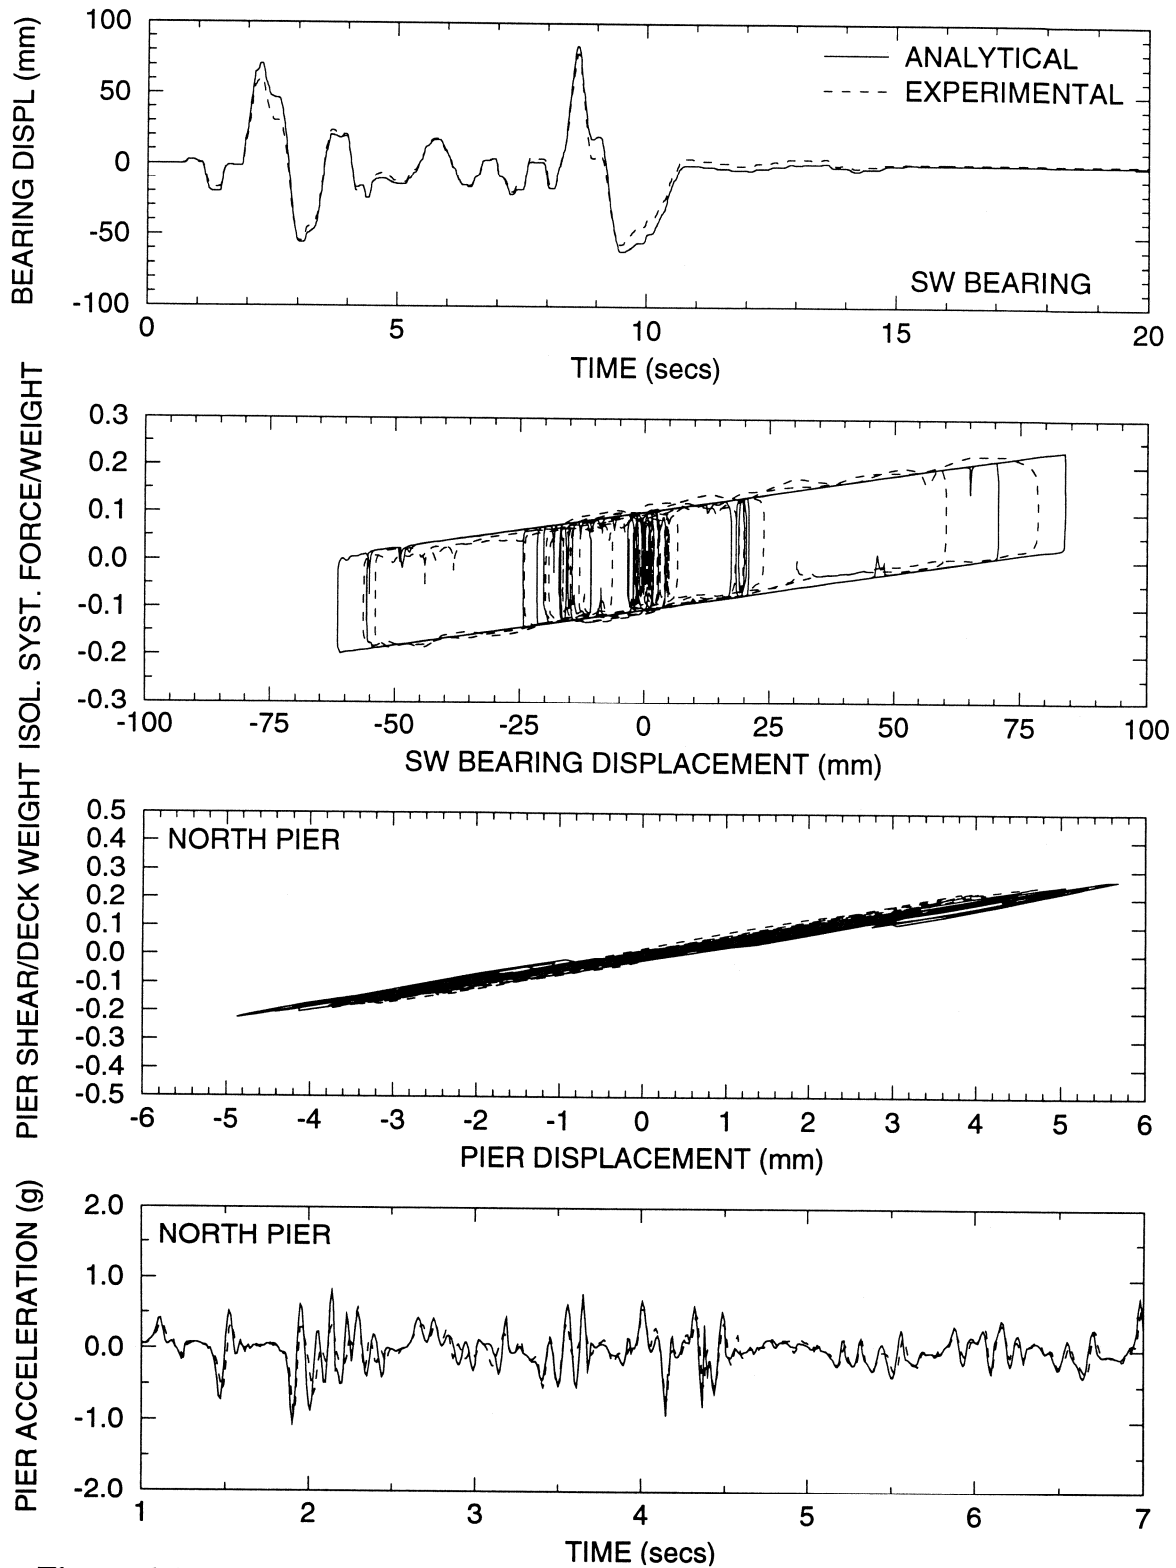 BEARING DISPL (mm)
100
50
0
-50
-100
ANALYTICAL
EXPERIMENTAL
SW BEARING
0 5 10 15 20
TIME (secs)
ISOL. SYST. FORCE/WEIGHT
0.3
0.2
0.1
0.0
-0.1
-0.2
-0.3
-100 -75 -50 -25 0 25 50 75 100
SW BEARING DISPLACEMENT (mm)
PIER SHEAR/DECK WEIGHT
0.5
0.4
0.3
0.2
0.1
0.0
-0.1
-0.2
-0.3
-0.4
-0.5
NORTH PIER
-6 -5 -4 -3 -2 -1 0 1 2 3 4 5 6
PIER DISPLACEMENT (mm)
PIER ACCELERATION (g)
2.0
1.0
0.0
-1.0
-2.0
NORTH PIER
1 2 3 4 5 6 7
TIME (secs)